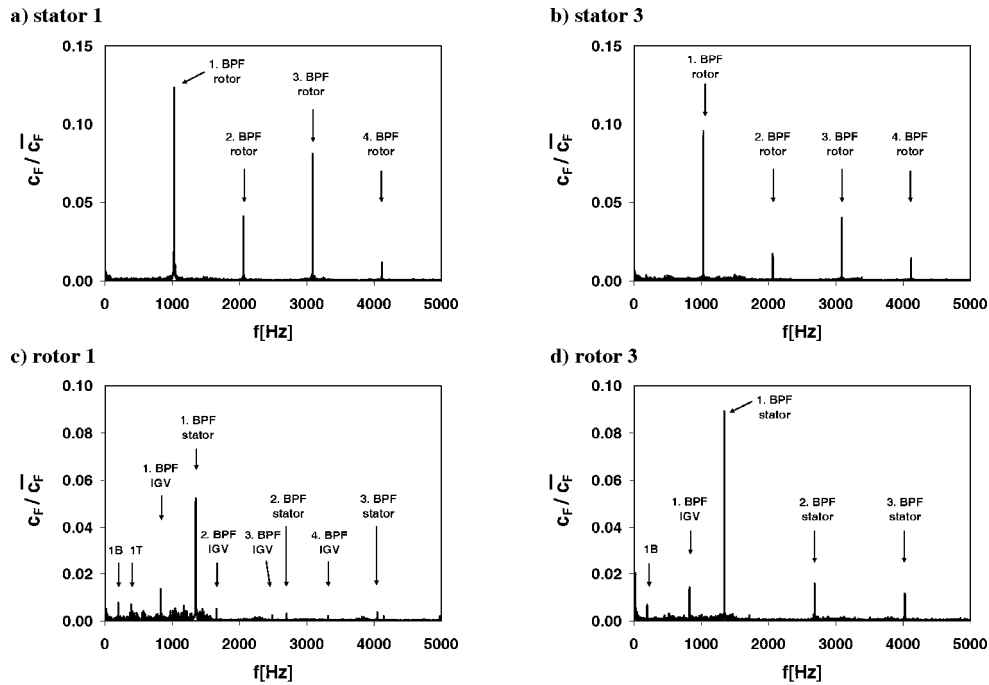 a) stator 1
0.15
0.10
0.05
0.00
c_F / c̅_F
1. BPF
rotor
2. BPF
rotor
3. BPF
rotor
4. BPF
rotor
0 1000 2000 3000 4000 5000
f[Hz]
b) stator 3
0.15
0.10
0.05
0.00
c_F / c̅_F
1. BPF
rotor
2. BPF
rotor
3. BPF
rotor
4. BPF
rotor
0 1000 2000 3000 4000 5000
f[Hz]
c) rotor 1
0.10
0.08
0.06
0.04
0.02
0.00
c_F / c̅_F
1B
1T
1. BPF
IGV
1. BPF
stator
2. BPF
IGV
3. BPF
IGV
2. BPF
stator
4. BPF
IGV
3. BPF
stator
0 1000 2000 3000 4000 5000
f[Hz]
d) rotor 3
0.10
0.08
0.06
0.04
0.02
0.00
c_F / c̅_F
1B
1. BPF
IGV
1. BPF
stator
2. BPF
stator
3. BPF
stator
0 1000 2000 3000 4000 5000
f[Hz]